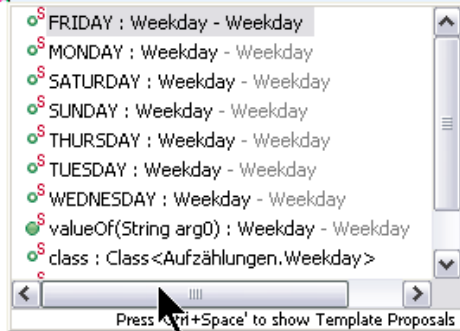 FRIDAY : Weekday - Weekday
MONDAY : Weekday - Weekday
SATURDAY : Weekday - Weekday
SUNDAY : Weekday - Weekday
THURSDAY : Weekday - Weekday
TUESDAY : Weekday - Weekday
WEDNESDAY : Weekday - Weekday
valueOf(String arg0) : Weekday - Weekday
class : Class<Aufzählungen.Weekday>
Press 'Ctrl+Space' to show Template Proposals